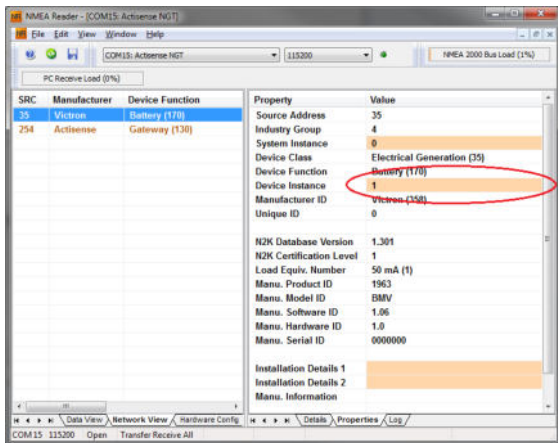 NMEA Reader - [COM15: Actisense NGT]
File Edit View Window Help
COM15: Actisense NGT 115200 NMEA 2000 Bus Load (1%)
PC Receive Load (0%)
SRC Manufacturer Device Function
35 Victron Battery (170)
254 Actisense Gateway (130)
Property Value
Source Address 35
Industry Group 4
System Instance 0
Device Class Electrical Generation (35)
Device Function Battery (170)
Device Instance 1
Manufacturer ID Victron (358)
Unique ID 0
N2K Database Version 1.301
N2K Certification Level 1
Load Equiv. Number 50 mA (1)
Manu. Product ID 1963
Manu. Model ID BMV
Manu. Software ID 1.06
Manu. Hardware ID 1.0
Manu. Serial ID 0000000
Installation Details 1
Installation Details 2
Manu. Information
Data View Network View Hardware Config Details Properties Log
COM15 115200 Open Transfer Receive All